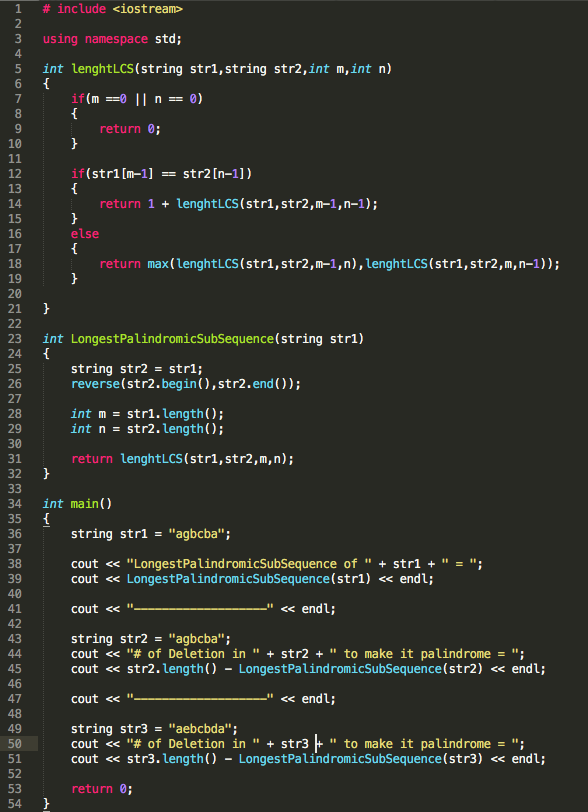 1 # include <iostream>
2
3 using namespace std;
4
5 int lenghtLCS(string str1,string str2,int m,int n)
6 {
7     if(m ==0 || n == 0)
8     {
9         return 0;
10     }
11
12     if(str1[m-1] == str2[n-1])
13     {
14         return 1 + lenghtLCS(str1,str2,m-1,n-1);
15     }
16     else
17     {
18         return max(lenghtLCS(str1,str2,m-1,n),lenghtLCS(str1,str2,m,n-1));
19     }
20
21 }
22
23 int LongestPalindromicSubSequence(string str1)
24 {
25     string str2 = str1;
26     reverse(str2.begin(),str2.end());
27
28     int m = str1.length();
29     int n = str2.length();
30
31     return lenghtLCS(str1,str2,m,n);
32 }
33
34 int main()
35 {
36     string str1 = "agbcba";
37
38     cout << "LongestPalindromicSubSequence of " + str1 + " = ";
39     cout << LongestPalindromicSubSequence(str1) << endl;
40
41     cout << "———————————————————" << endl;
42
43     string str2 = "agbcba";
44     cout << "# of Deletion in " + str2 + " to make it palindrome = ";
45     cout << str2.length() - LongestPalindromicSubSequence(str2) << endl;
46
47     cout << "———————————————————" << endl;
48
49     string str3 = "aebcbda";
50     cout << "# of Deletion in " + str3 + " to make it palindrome = ";
51     cout << str3.length() - LongestPalindromicSubSequence(str3) << endl;
52
53     return 0;
54 }